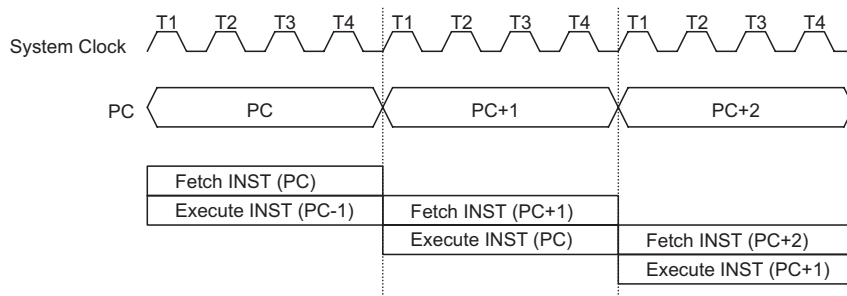 T1 T2 T3 T4 T1 T2 T3 T4 T1 T2 T3 T4
System Clock
PC PC PC+1 PC+2
Fetch INST (PC)
Execute INST (PC-1) Fetch INST (PC+1)
Execute INST (PC) Fetch INST (PC+2)
Execute INST (PC+1)